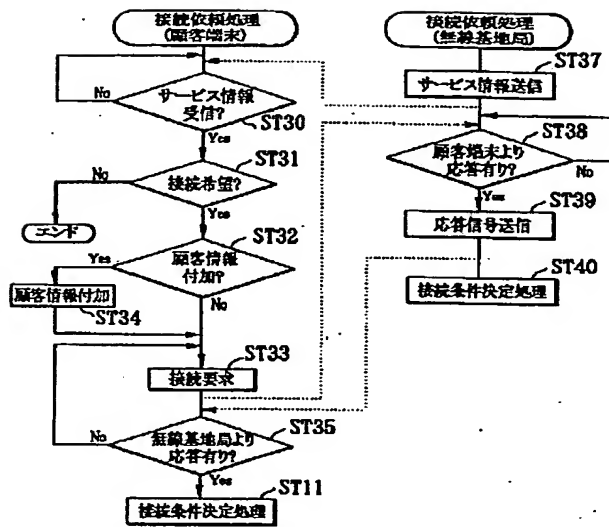 接続依頼処理
(顧客端末)
No
サービス情報
受信?
ST30
Yes
ST31
No
接続希望?
エンド
Yes
ST32
Yes
顧客情報
付加?
顧客情報付加
ST34
No
ST33
接続要求
ST35
No
無線基地局より
応答有り?
Yes
ST11
接続条件決定処理
接続依頼処理
(無線基地局)
ST37
サービス情報送信
ST38
顧客端末より
応答有り?
No
Yes
ST39
応答信号送信
ST40
接続条件決定処理